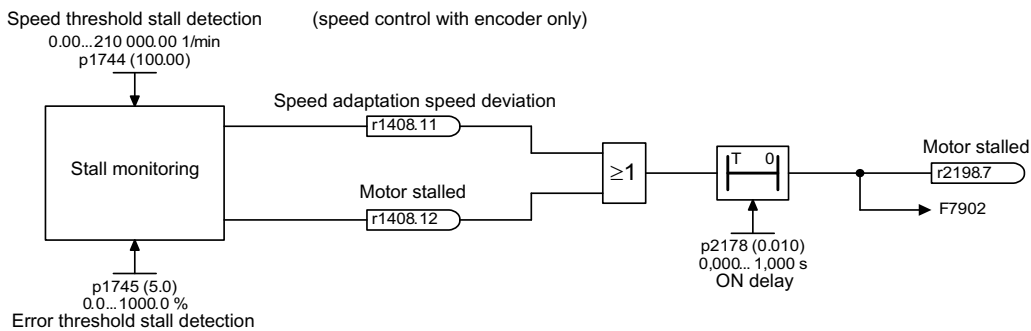 Speed threshold stall detection
(speed control with encoder only)
0.00...210 000.00 1/min
p1744 (100.00)
Speed adaptation speed deviation
r1408.11
Stall monitoring
Motor stalled
r1408.12
≥1
T 0
Motor stalled
r2198.7
F7902
p2178 (0.010)
0,000... 1,000 s
ON delay
p1745 (5.0)
0.0...1000.0 %
Error threshold stall detection